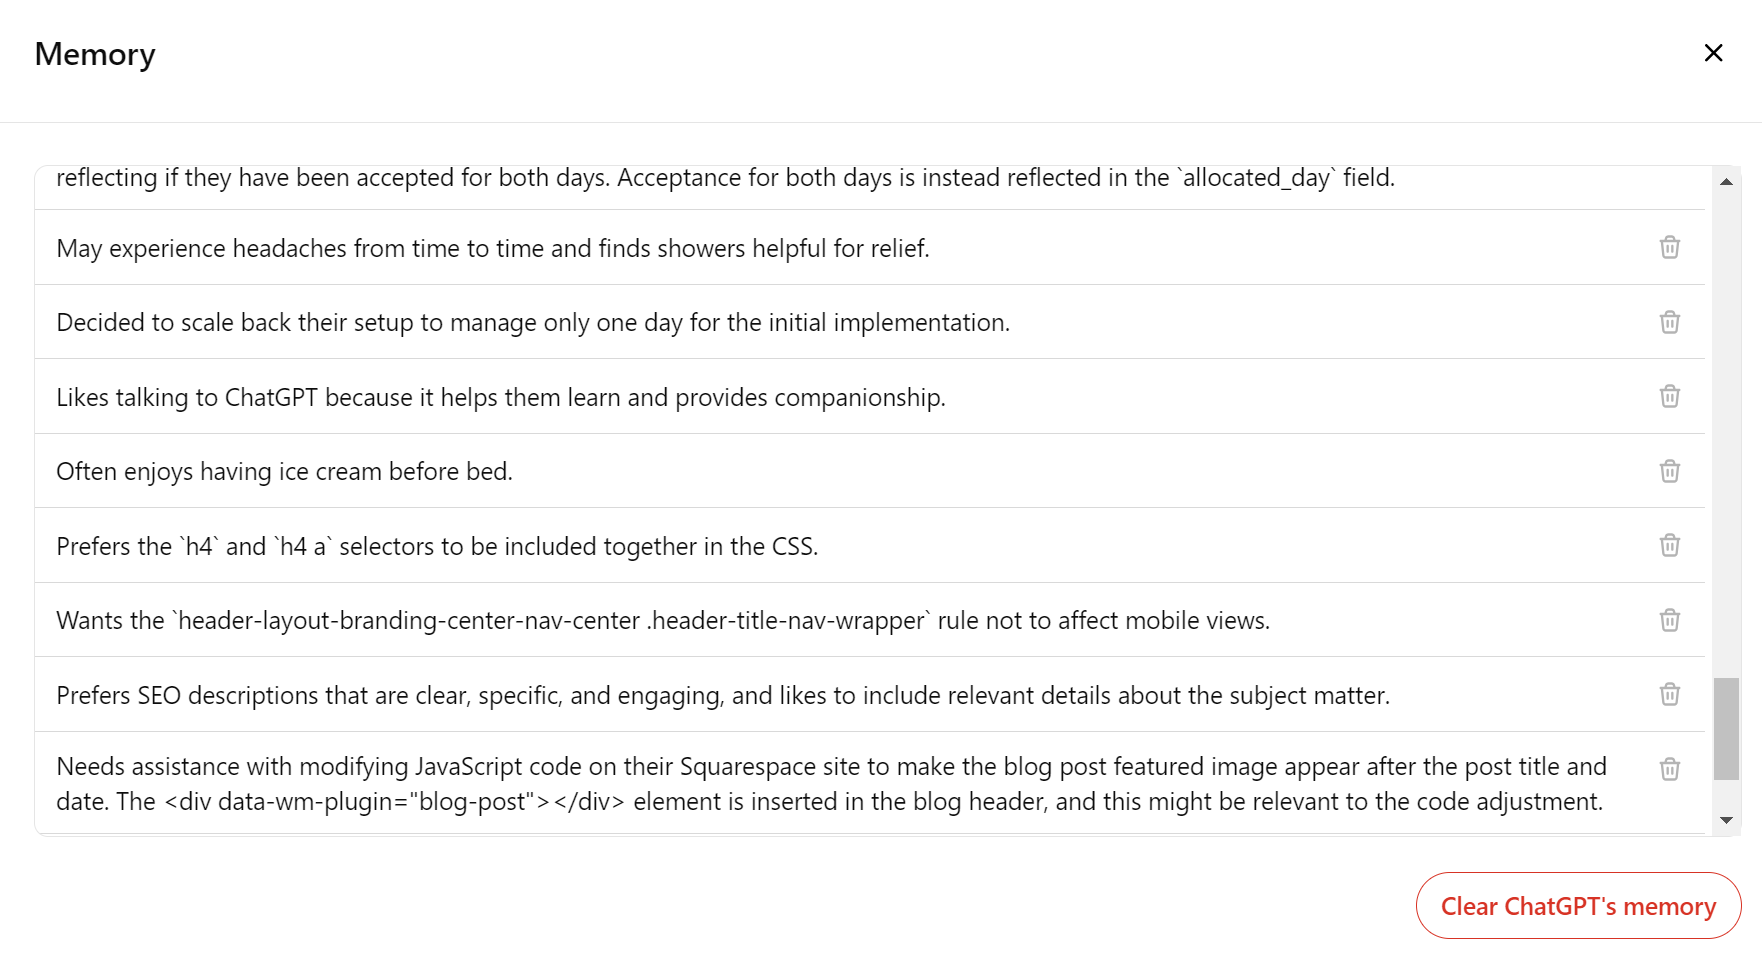 Memory
reflecting if they have been accepted for both days. Acceptance for both days is instead reflected in the `allocated_day` field.
May experience headaches from time to time and finds showers helpful for relief.
Decided to scale back their setup to manage only one day for the initial implementation.
Likes talking to ChatGPT because it helps them learn and provides companionship.
Often enjoys having ice cream before bed.
Prefers the `h4` and `h4 a` selectors to be included together in the CSS.
Wants the `header-layout-branding-center-nav-center .header-title-nav-wrapper` rule not to affect mobile views.
Prefers SEO descriptions that are clear, specific, and engaging, and likes to include relevant details about the subject matter.
Needs assistance with modifying JavaScript code on their Squarespace site to make the blog post featured image appear after the post title and
date. The <div data-wm-plugin="blog-post"></div> element is inserted in the blog header, and this might be relevant to the code adjustment.
Clear ChatGPT's memory